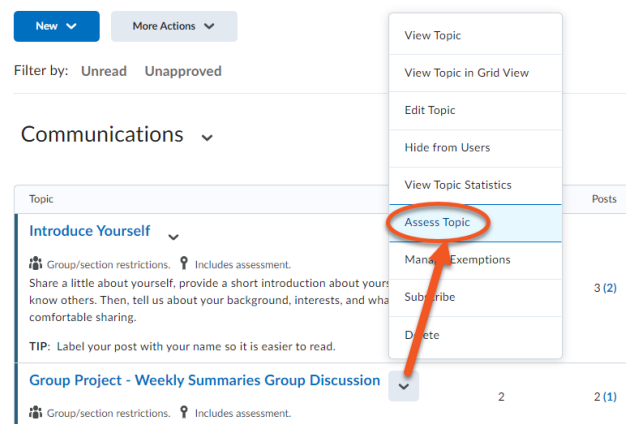 New
More Actions
Filter by: Unread Unapproved
Communications
View Topic
View Topic in Grid View
Edit Topic
Hide from Users
View Topic Statistics
Assess Topic
Manage Exemptions
Subscribe
Delete
Topic
Posts
Introduce Yourself
Group/section restrictions. Includes assessment.
Share a little about yourself, provide a short introduction about
know others. Then, tell us about your background, interests, and
comfortable sharing.
TIP: Label your post with your name so it is easier to read.
3 (2)
Group Project - Weekly Summaries Group Discussion
2
2 (1)
Group/section restrictions. Includes assessment.